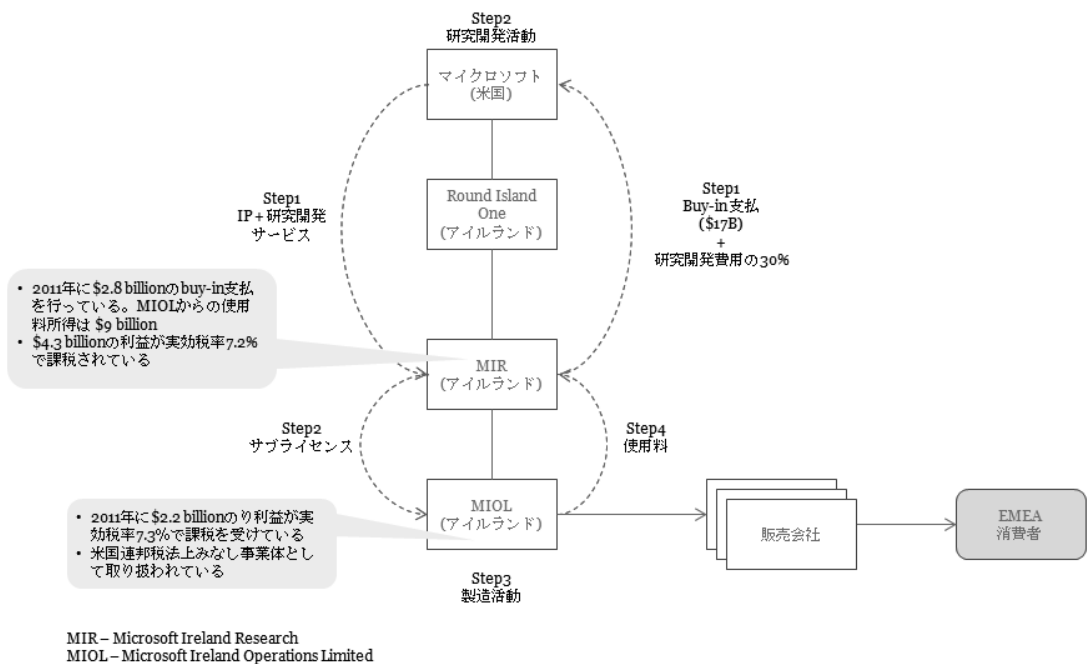 Step2
研究開発活動
マイクロソフト
(米国)
Step1
IP+研究開発
サービス
Round Island
One
(アイルランド)
Step1
Buy-in支払
($17B)
+
研究開発費用の30%
• 2011年に $2.8 billionのbuy-in支払
を行っている。MIOLからの使用
料所得は $9 billion
• $4.3 billionの利益が実効税率7.2%
で課税されている
MIR
(アイルランド)
Step2
サブライセンス
Step4
使用料
• 2011年に $2.2 billionのり利益が実
効税率7.3%で課税を受けている
• 米国連邦税法上みなし事業体とし
て取り扱われている
MIOL
(アイルランド)
販売会社
EMEA
消費者
Step3
製造活動
MIR – Microsoft Ireland Research
MIOL – Microsoft Ireland Operations Limited